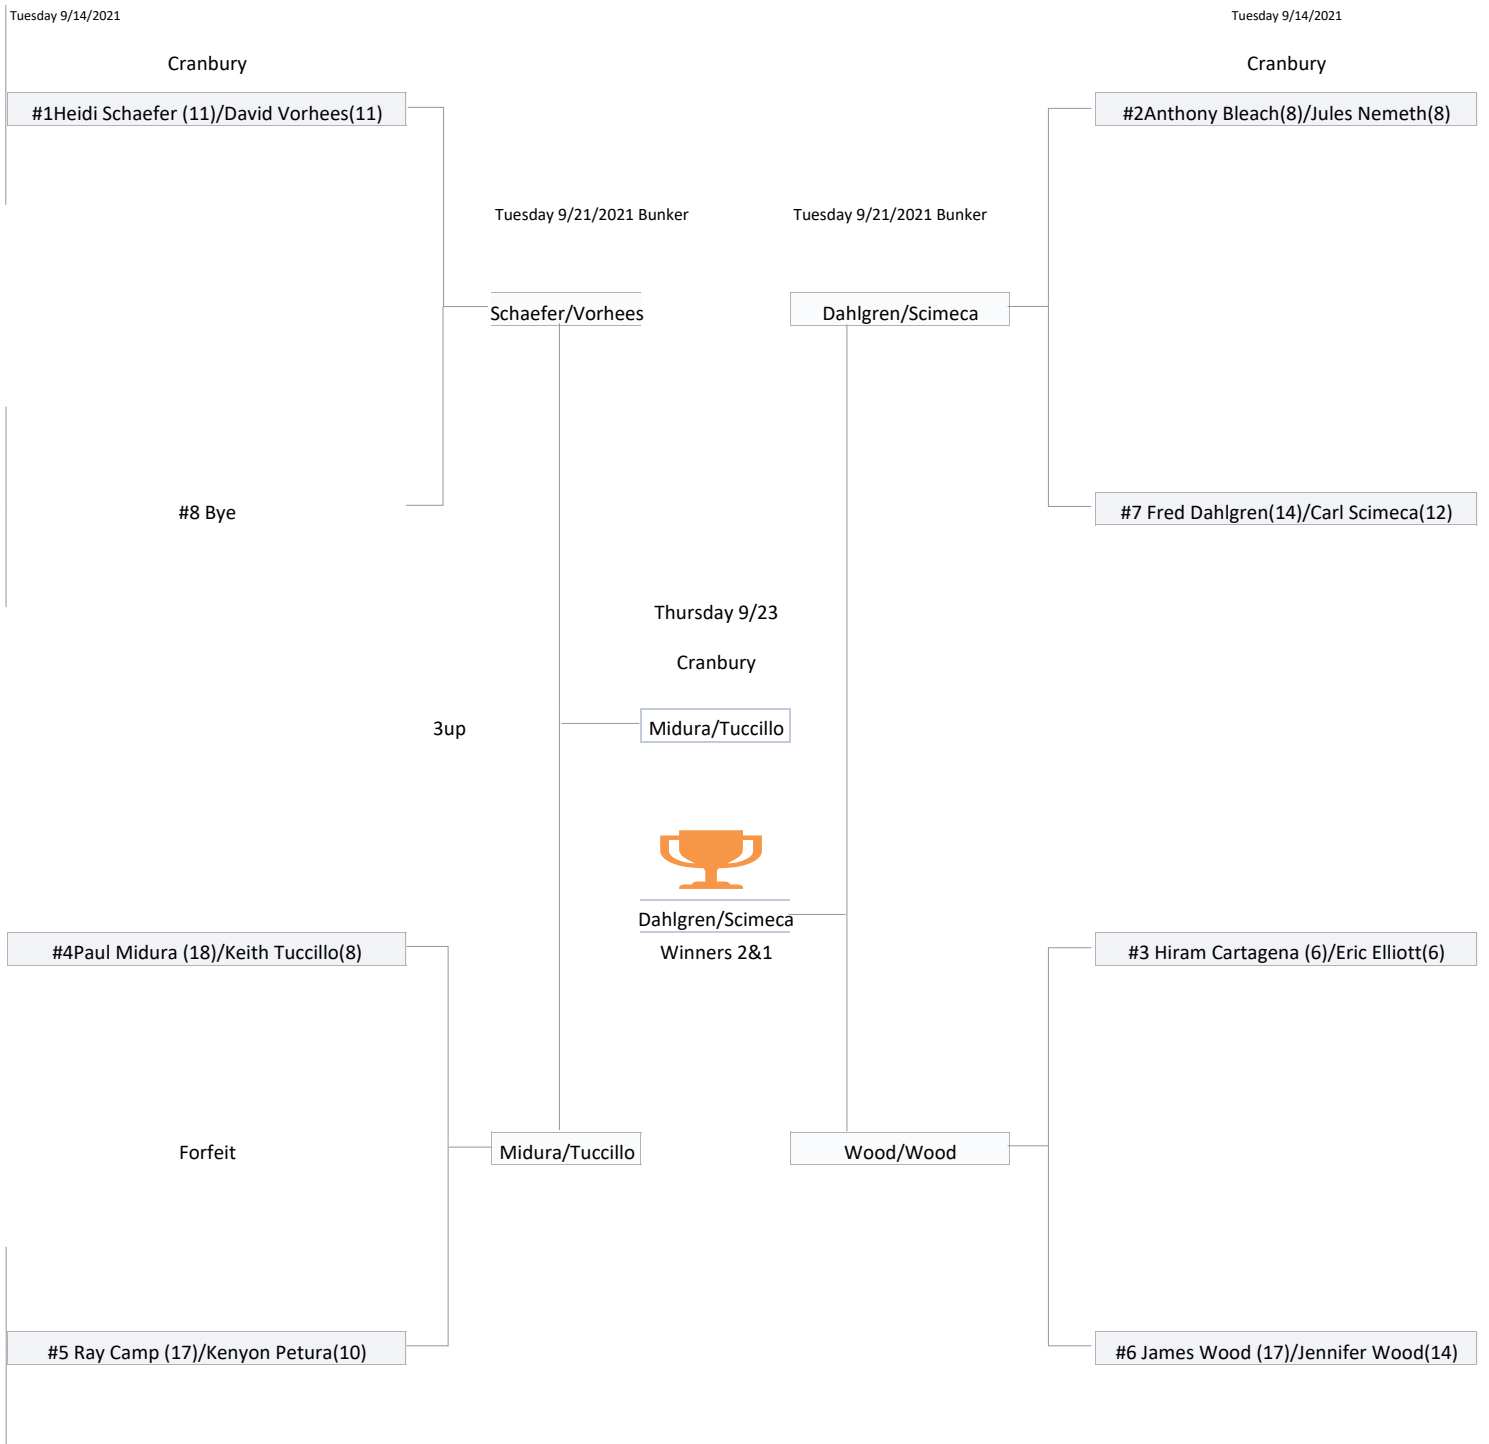 Tuesday 9/14/2021
Tuesday 9/14/2021
Cranbury
Cranbury
#1Heidi Schaefer (11)/David Vorhees(11)
#2Anthony Bleach(8)/Jules Nemeth(8)
Tuesday 9/21/2021 Bunker
Tuesday 9/21/2021 Bunker
Schaefer/Vorhees
Dahlgren/Scimeca
#8 Bye
#7 Fred Dahlgren(14)/Carl Scimeca(12)
Thursday 9/23
Cranbury
3up
Midura/Tuccillo
Dahlgren/Scimeca
#4Paul Midura (18)/Keith Tuccillo(8)
Winners 2&1
#3 Hiram Cartagena (6)/Eric Elliott(6)
Forfeit
Midura/Tuccillo
Wood/Wood
#5 Ray Camp (17)/Kenyon Petura(10)
#6 James Wood (17)/Jennifer Wood(14)